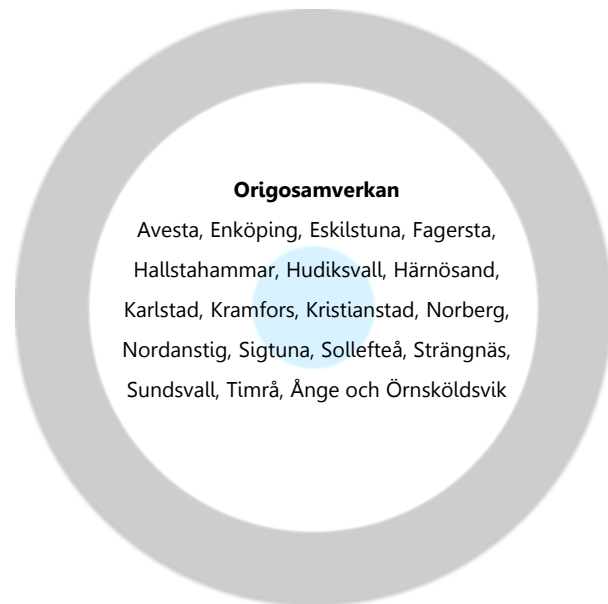 Origosamverkan
Avesta, Enköping, Eskilstuna, Fagersta,
Hallstahammar, Hudiksvall, Härnösand,
Karlstad, Kramfors, Kristianstad, Norberg,
Nordanstig, Sigtuna, Sollefteå, Strängnäs,
Sundsvall, Timrå, Ånge och Örnsköldsvik